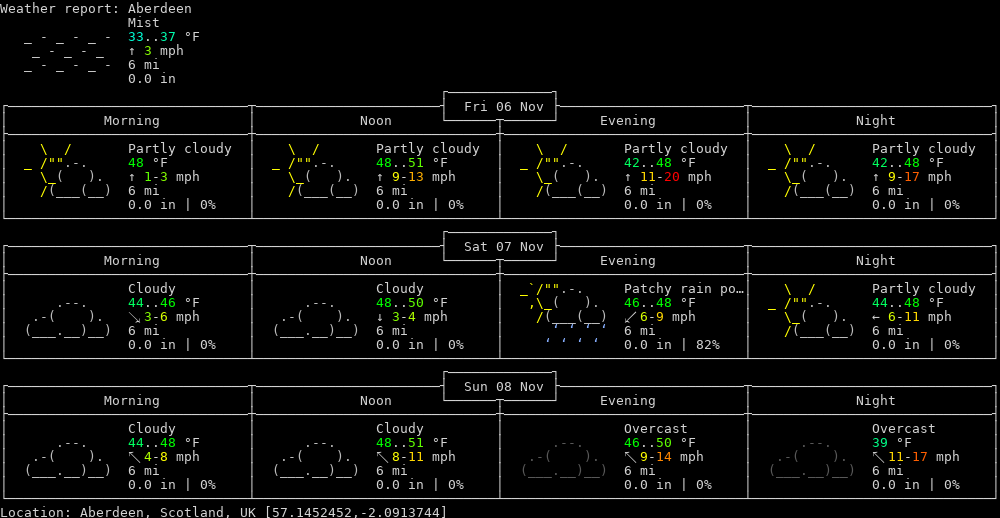 Weather report: Aberdeen
Mist
33..37 °F
↑ 3 mph
6 mi
0.0 in
Fri 06 Nov
Morning Noon Evening Night
Partly cloudy Partly cloudy Partly cloudy Partly cloudy
48 °F 48..51 °F 42..48 °F 42..48 °F
↑ 1-3 mph ↑ 9-13 mph ↑ 11-20 mph ↑ 9-17 mph
6 mi 6 mi 6 mi 6 mi
0.0 in | 0% 0.0 in | 0% 0.0 in | 0% 0.0 in | 0%
Sat 07 Nov
Morning Noon Evening Night
Cloudy Cloudy Patchy rain po… Partly cloudy
44..46 °F 48..50 °F 46..48 °F 44..48 °F
↘ 3-6 mph ↓ 3-4 mph ↙ 6-9 mph ← 6-11 mph
6 mi 6 mi 6 mi 6 mi
0.0 in | 0% 0.0 in | 0% 0.0 in | 82% 0.0 in | 0%
Sun 08 Nov
Morning Noon Evening Night
Cloudy Cloudy Overcast Overcast
44..48 °F 48..51 °F 46..50 °F 39 °F
↖ 4-8 mph ↖ 8-11 mph ↖ 9-14 mph ↖ 11-17 mph
6 mi 6 mi 6 mi 6 mi
0.0 in | 0% 0.0 in | 0% 0.0 in | 0% 0.0 in | 0%
Location: Aberdeen, Scotland, UK [57.1452452,-2.0913744]